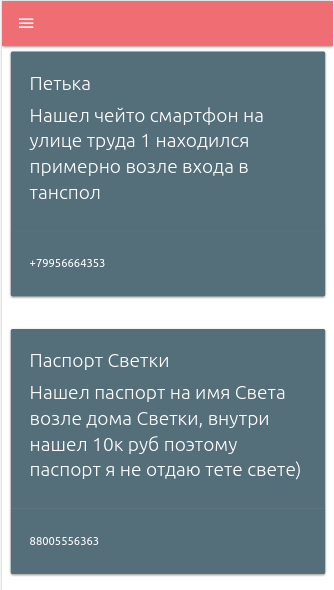 Петька
Нашел чейто смартфон на
улице труда 1 находился
примерно возле входа в
танспол
+79956664353
Паспорт Светки
Нашел паспорт на имя Света
возле дома Светки, внутри
нашел 10к руб поэтому
паспорт я не отдаю тете свете)
88005556363